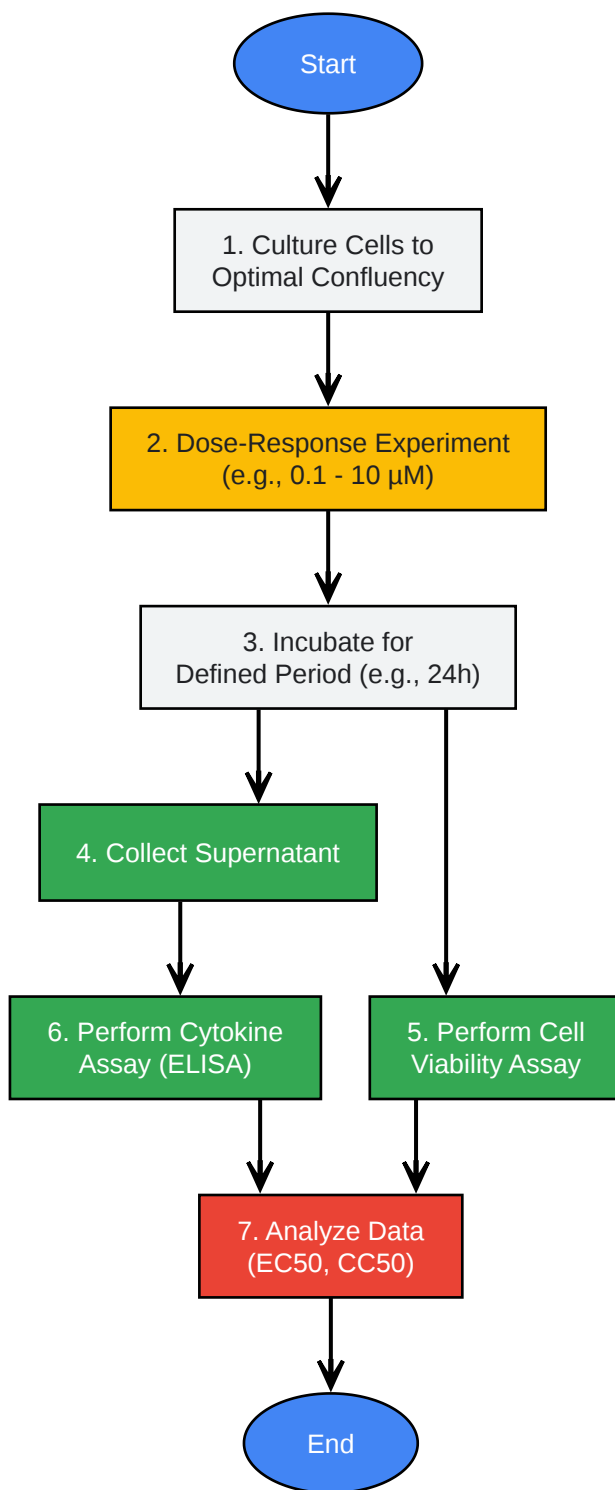 Start
1. Culture Cells to
Optimal Confluency
2. Dose-Response Experiment
(e.g., 0.1 - 10 µM)
3. Incubate for
Defined Period (e.g., 24h)
4. Collect Supernatant
6. Perform Cytokine
Assay (ELISA)
5. Perform Cell
Viability Assay
7. Analyze Data
(EC50, CC50)
End